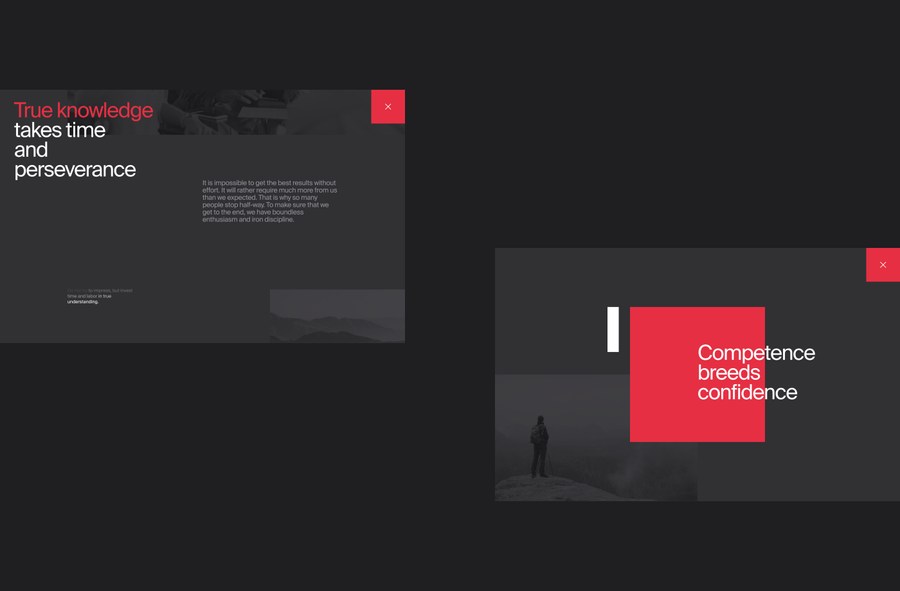 True knowledge
takes time
and
perseverance
It is impossible to get the best results without
effort. It will rather require much more from us
than we expected. That is why so many
people stop half-way. To make sure that we
get to the end, we have boundless
enthusiasm and iron discipline.
to impress, but invest
time and labor in true
understanding.
Competence
breeds
confidence